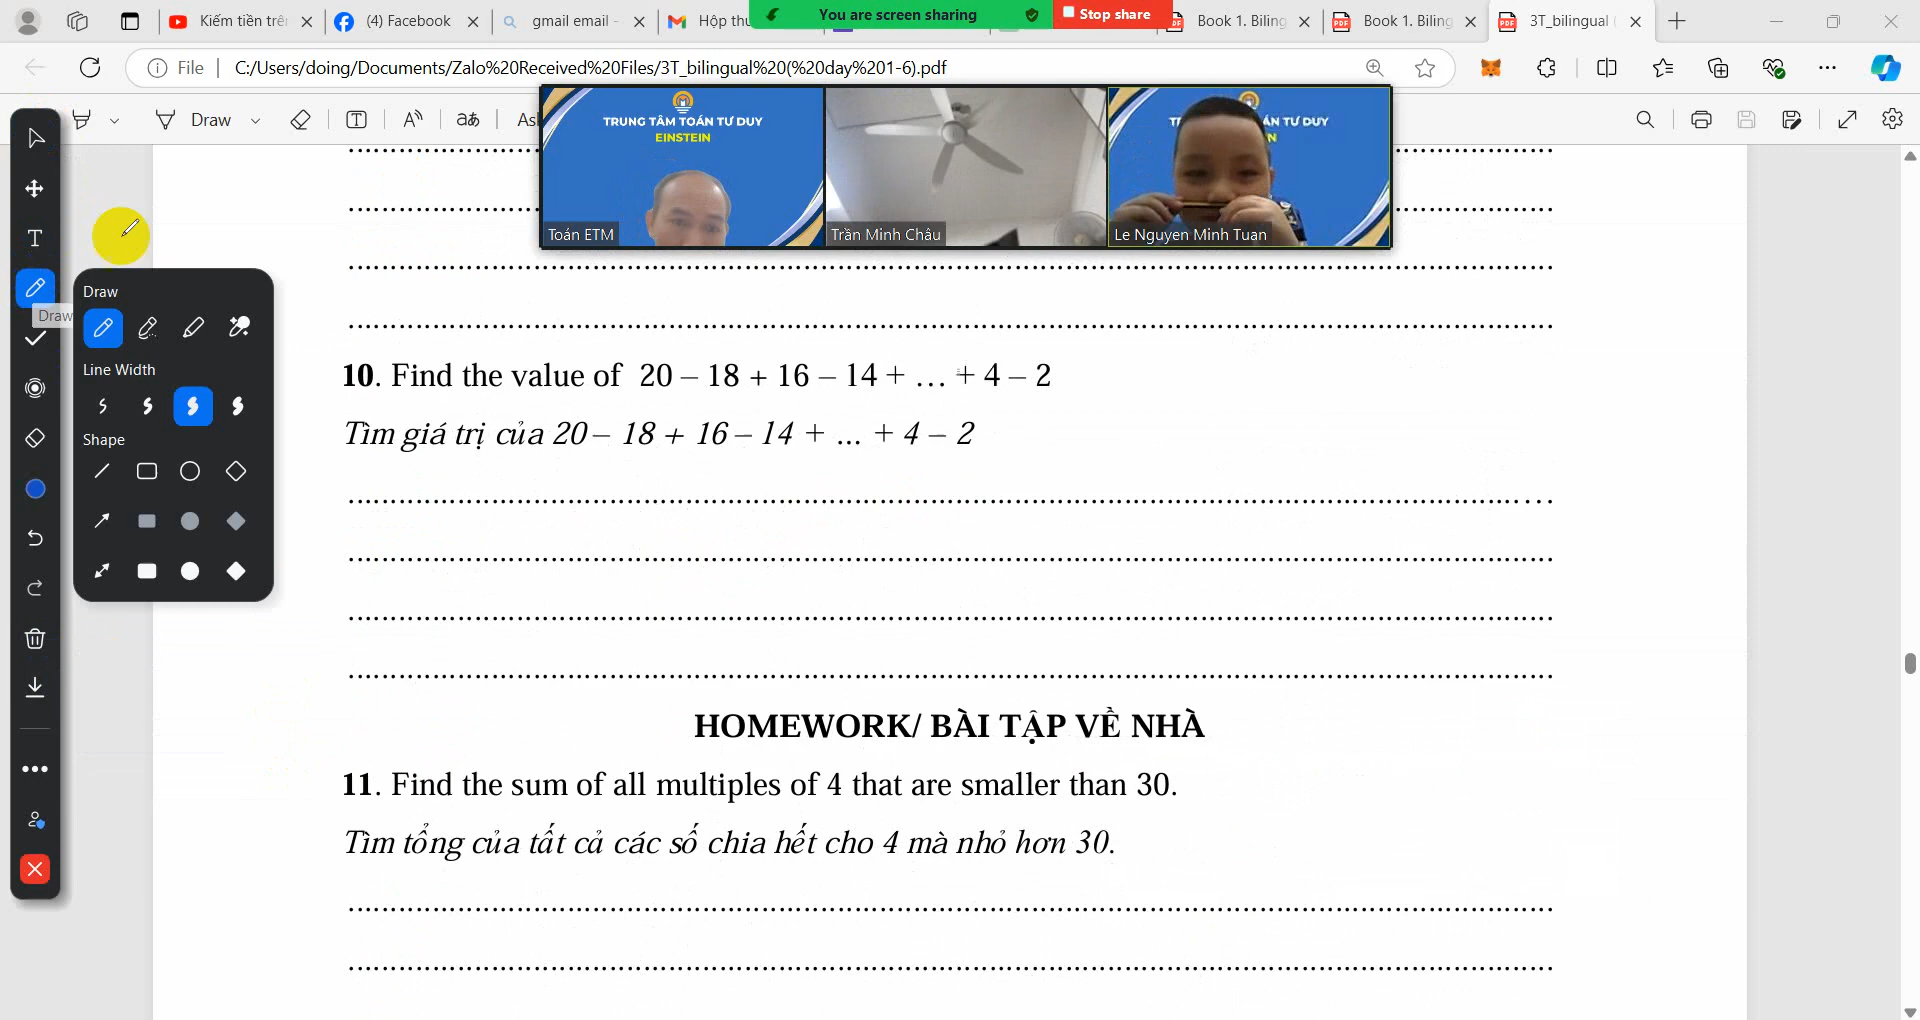 Kiếm tiền trên
(4) Facebook
gmail email -
Hộp thư
You are screen sharing
Stop share
Book 1. Biling
Book 1. Biling
3T_bilingual
File
C:/Users/doing/Documents/Zalo%20Received%20Files/3T_bilingual%20(%20day%201-6).pdf
Draw
Ask
TRUNG TÂM TOÁN TƯ DUY
EINSTEIN
Toán ETM
Trần Minh Châu
Le Nguyen Minh Tuan
Draw
Draw
Line Width
Shape
10. Find the value of 20 – 18 + 16 – 14 + … + 4 – 2
Tìm giá trị của 20 – 18 + 16 – 14 + ... + 4 – 2
HOMEWORK/ BÀI TẬP VỀ NHÀ
11. Find the sum of all multiples of 4 that are smaller than 30.
Tìm tổng của tất cả các số chia hết cho 4 mà nhỏ hơn 30.